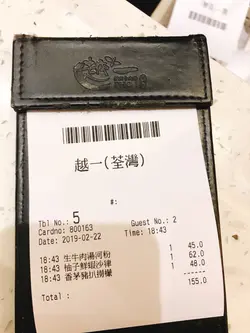 越一(荃灣)
#:
Tbl No.: 5
Cardno: 800163 Guest No.: 2
Date: 2019-02-22 Time: 18:43
18:43 生牛肉湯河粉 1 45.0
18:43 柚子鮮蝦沙律 1 62.0
18:43 香茅豬扒撈檬 1 48.0
Total : 155.0